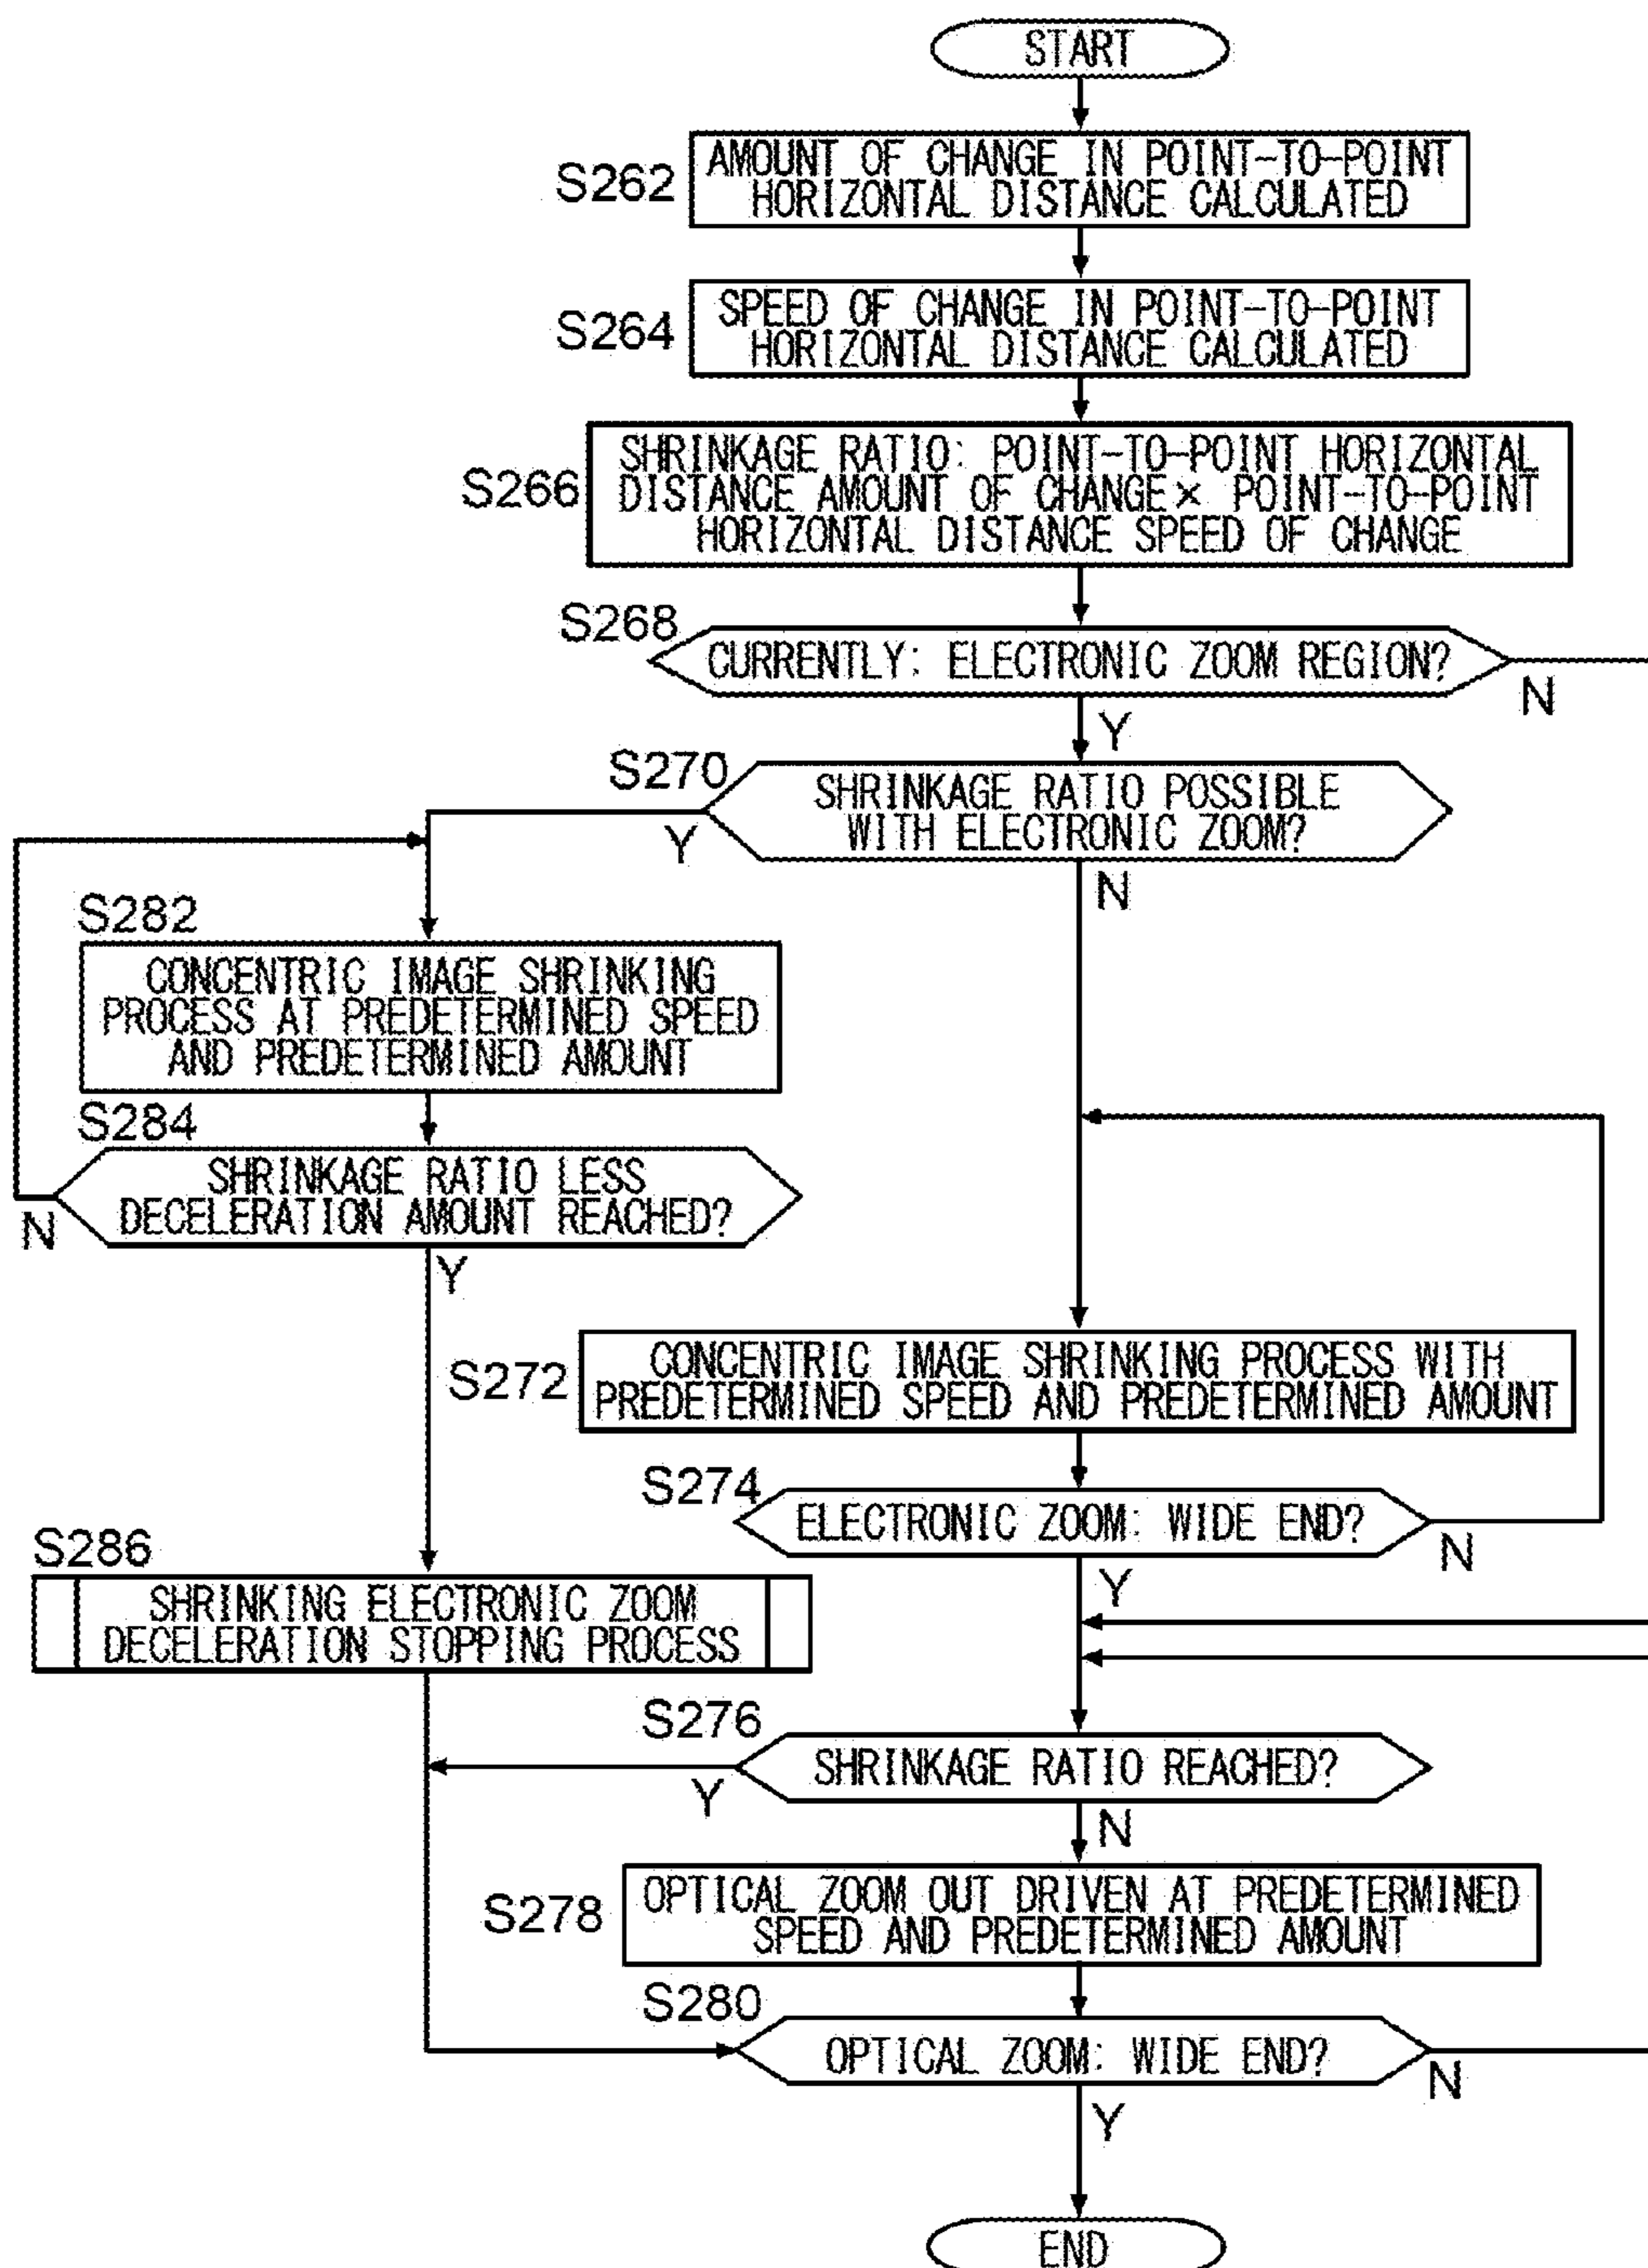 START
S262
AMOUNT OF CHANGE IN POINT-TO-POINT
HORIZONTAL DISTANCE CALCULATED
S264
SPEED OF CHANGE IN POINT-TO-POINT
HORIZONTAL DISTANCE CALCULATED
S266
SHRINKAGE RATIO: POINT-TO-POINT HORIZONTAL
DISTANCE AMOUNT OF CHANGE× POINT-TO-POINT
HORIZONTAL DISTANCE SPEED OF CHANGE
S268
CURRENTLY: ELECTRONIC ZOOM REGION?
N
Y
S270
SHRINKAGE RATIO POSSIBLE
WITH ELECTRONIC ZOOM?
Y
N
S282
CONCENTRIC IMAGE SHRINKING
PROCESS AT PREDETERMINED SPEED
AND PREDETERMINED AMOUNT
S284
SHRINKAGE RATIO LESS
DECELERATION AMOUNT REACHED?
N
Y
S272
CONCENTRIC IMAGE SHRINKING PROCESS WITH
PREDETERMINED SPEED AND PREDETERMINED AMOUNT
S274
ELECTRONIC ZOOM: WIDE END?
N
Y
S286
SHRINKING ELECTRONIC ZOOM
DECELERATION STOPPING PROCESS
S276
SHRINKAGE RATIO REACHED?
Y
N
S278
OPTICAL ZOOM OUT DRIVEN AT PREDETERMINED
SPEED AND PREDETERMINED AMOUNT
S280
OPTICAL ZOOM: WIDE END?
N
Y
END